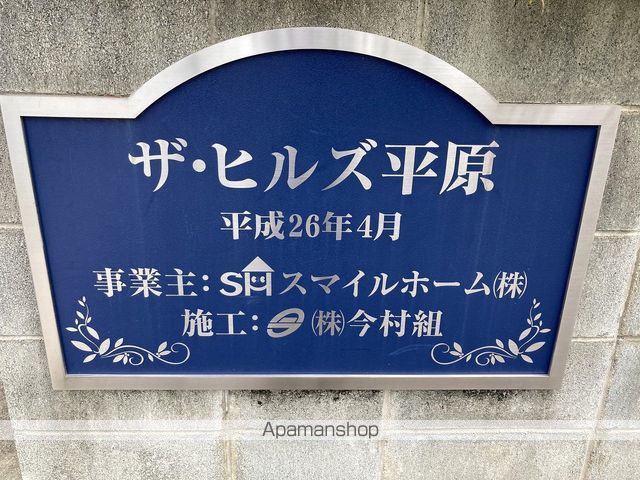 ザ・ヒルズ平原
平成26年4月
事業主:SHスマイルホーム㈱
施工:㈱今村組
Apamanshop